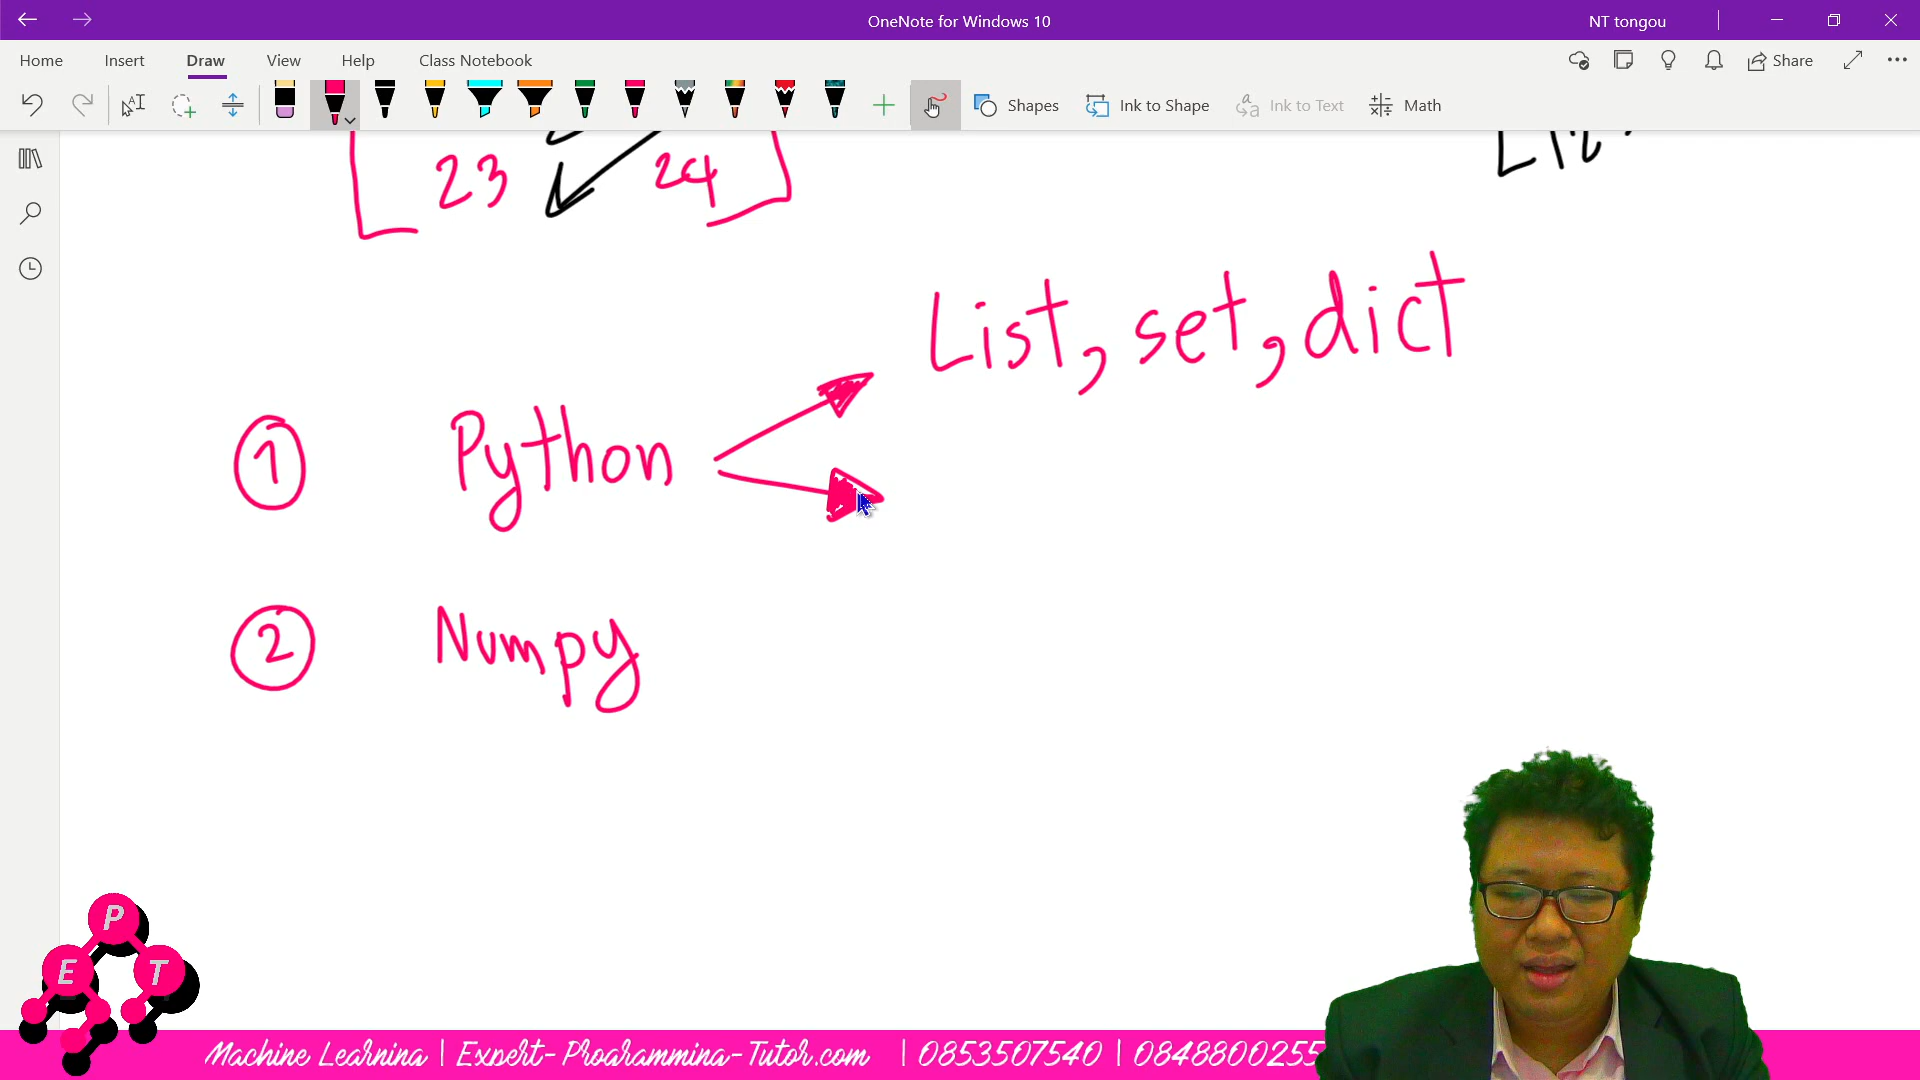 OneNote for Windows 10
NT tongou
Home Insert Draw View Help Class Notebook
Share
Shapes Ink to Shape Ink to Text Math
23 24
List, set, dict
1 Python
2 Numpy
P
E T
Machine Learning | Expert-Programming-Tutor.com | 0853507540 | 0848800255